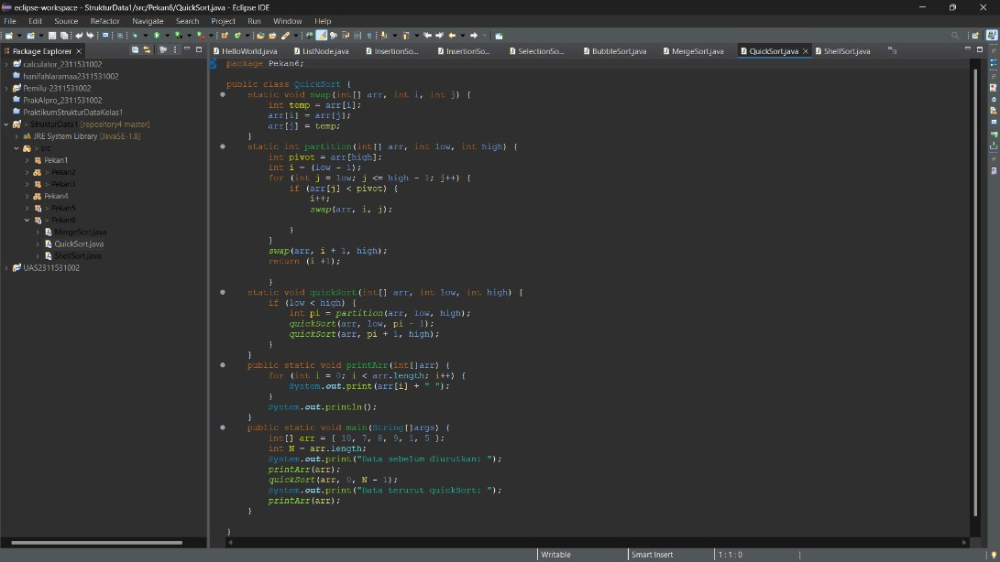 eclipse-workspace - StrukturData1/src/Pekan6/QuickSort.java - Eclipse IDE
File Edit Source Refactor Navigate Search Project Run Window Help
Package Explorer
HelloWorld.java ListNode.java InsertionSo... InsertionSo... SelectionSo... BubbleSort.java MergeSort.java QuickSort.java ShellSort.java
calculator_2311531002
hanifahlaramaa2311531002
Pemilu-2311531002
PrakAlpro_2311531002
PraktikumStrukturDataKelas1
> StrukturData1 [repository4 master]
JRE System Library [JavaSE-1.8]
> src
Pekan1
> Pekan2
> Pekan3
Pekan4
> Pekan5
> Pekan6
MergeSort.java
QuickSort.java
ShellSort.java
UAS2311531002
package Pekan6;
public class QuickSort {
static void swap(int[] arr, int i, int j) {
int temp = arr[i];
arr[i] = arr[j];
arr[j] = temp;
}
static int partition(int[] arr, int low, int high) {
int pivot = arr[high];
int i = (low - 1);
for (int j = low; j <= high - 1; j++) {
if (arr[j] < pivot) {
i++;
swap(arr, i, j);
}
}
swap(arr, i + 1, high);
return (i +1);
}
static void quickSort(int[] arr, int low, int high) {
if (low < high) {
int pi = partition(arr, low, high);
quickSort(arr, low, pi - 1);
quickSort(arr, pi + 1, high);
}
}
public static void printArr(int[]arr) {
for (int i = 0; i < arr.length; i++) {
System.out.print(arr[i] + " ");
}
System.out.println();
}
public static void main(String[]args) {
int[] arr = { 10, 7, 8, 9, 1, 5 };
int N = arr.length;
System.out.print("Data sebelum diurutkan: ");
printArr(arr);
quickSort(arr, 0, N - 1);
System.out.print("Data terurut quickSort: ");
printArr(arr);
}
}
Writable Smart Insert 1 : 1 : 0